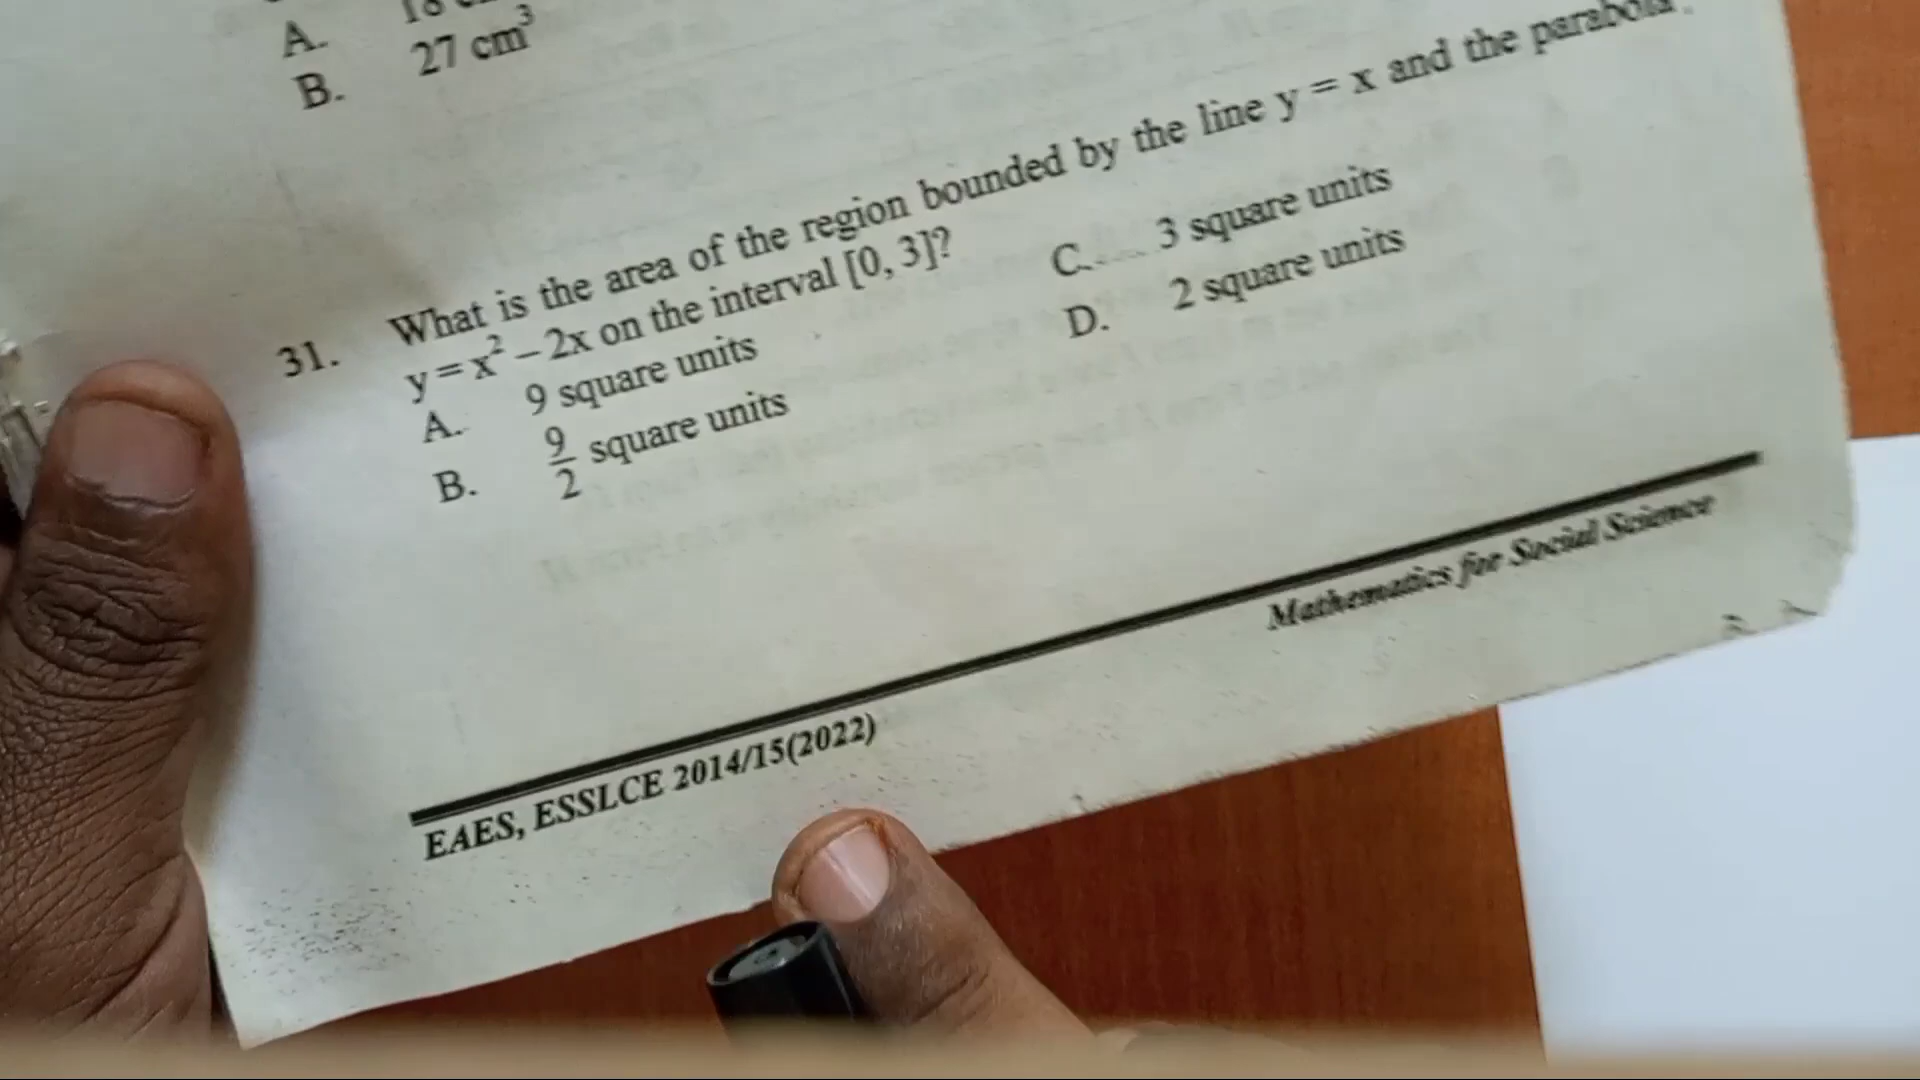 A.
B. 27 cm³
31. What is the area of the region bounded by the line y = x and the parabola
y = x² – 2x on the interval [0, 3]?
A. 9 square units C. 3 square units
B. 9/2 square units D. 2 square units
Mathematics for Social Science
EAES, ESSLCE 2014/15(2022)